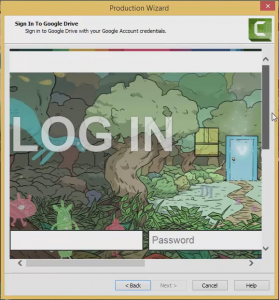 Production Wizard
Sign In To Google Drive
Sign in to Google Drive with your Google Account credentials.
LOG IN
Password
< Back
Next >
Cancel
Help